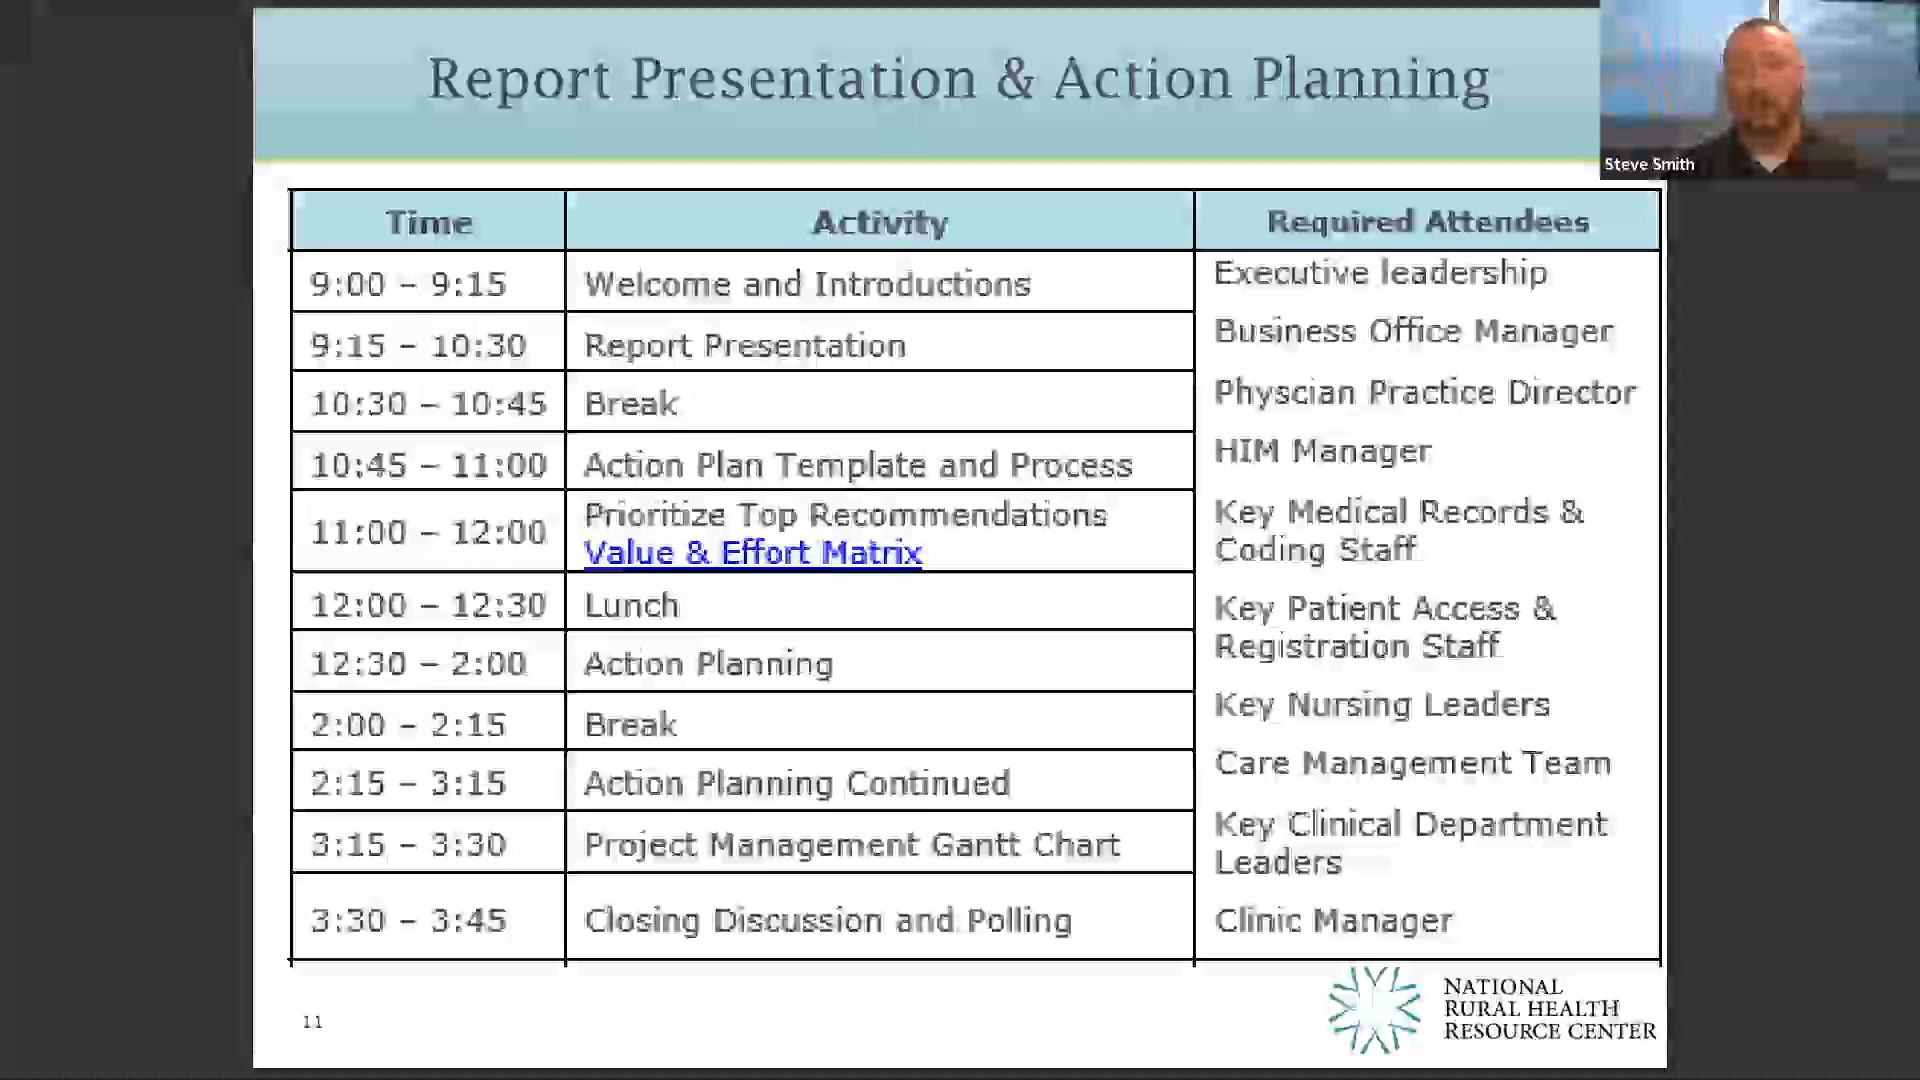 Report Presentation & Action Planning
Steve Smith
Time
Activity
Required Attendees
9:00 – 9:15
Welcome and Introductions
9:15 – 10:30
Report Presentation
10:30 – 10:45
Break
10:45 – 11:00
Action Plan Template and Process
11:00 – 12:00
Prioritize Top Recommendations
Value & Effort Matrix
12:00 – 12:30
Lunch
12:30 – 2:00
Action Planning
2:00 – 2:15
Break
2:15 – 3:15
Action Planning Continued
3:15 – 3:30
Project Management Gantt Chart
3:30 – 3:45
Closing Discussion and Polling
Executive leadership
Business Office Manager
Physcian Practice Director
HIM Manager
Key Medical Records &
Coding Staff
Key Patient Access &
Registration Staff
Key Nursing Leaders
Care Management Team
Key Clinical Department
Leaders
Clinic Manager
11
NATIONAL
RURAL HEALTH
RESOURCE CENTER